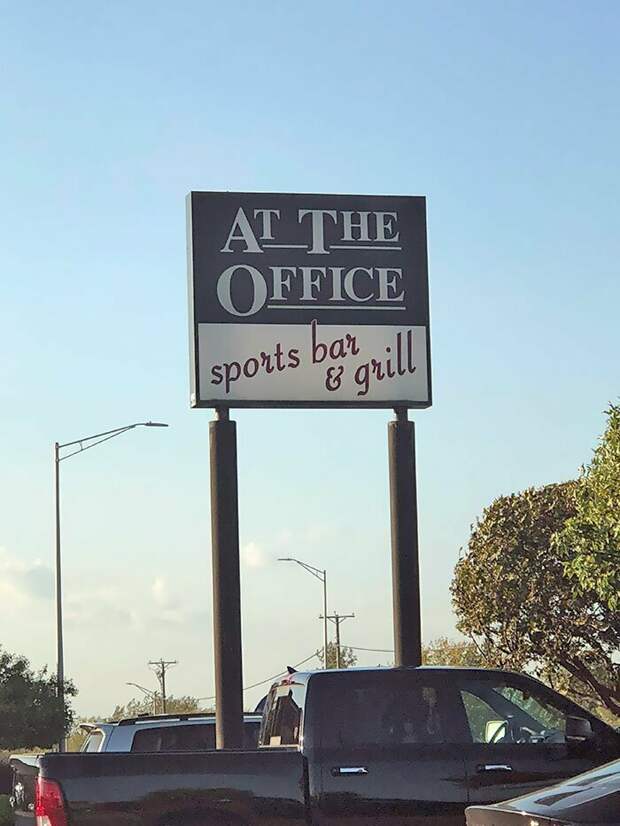 AT THE
OFFICE
sports bar
& grill